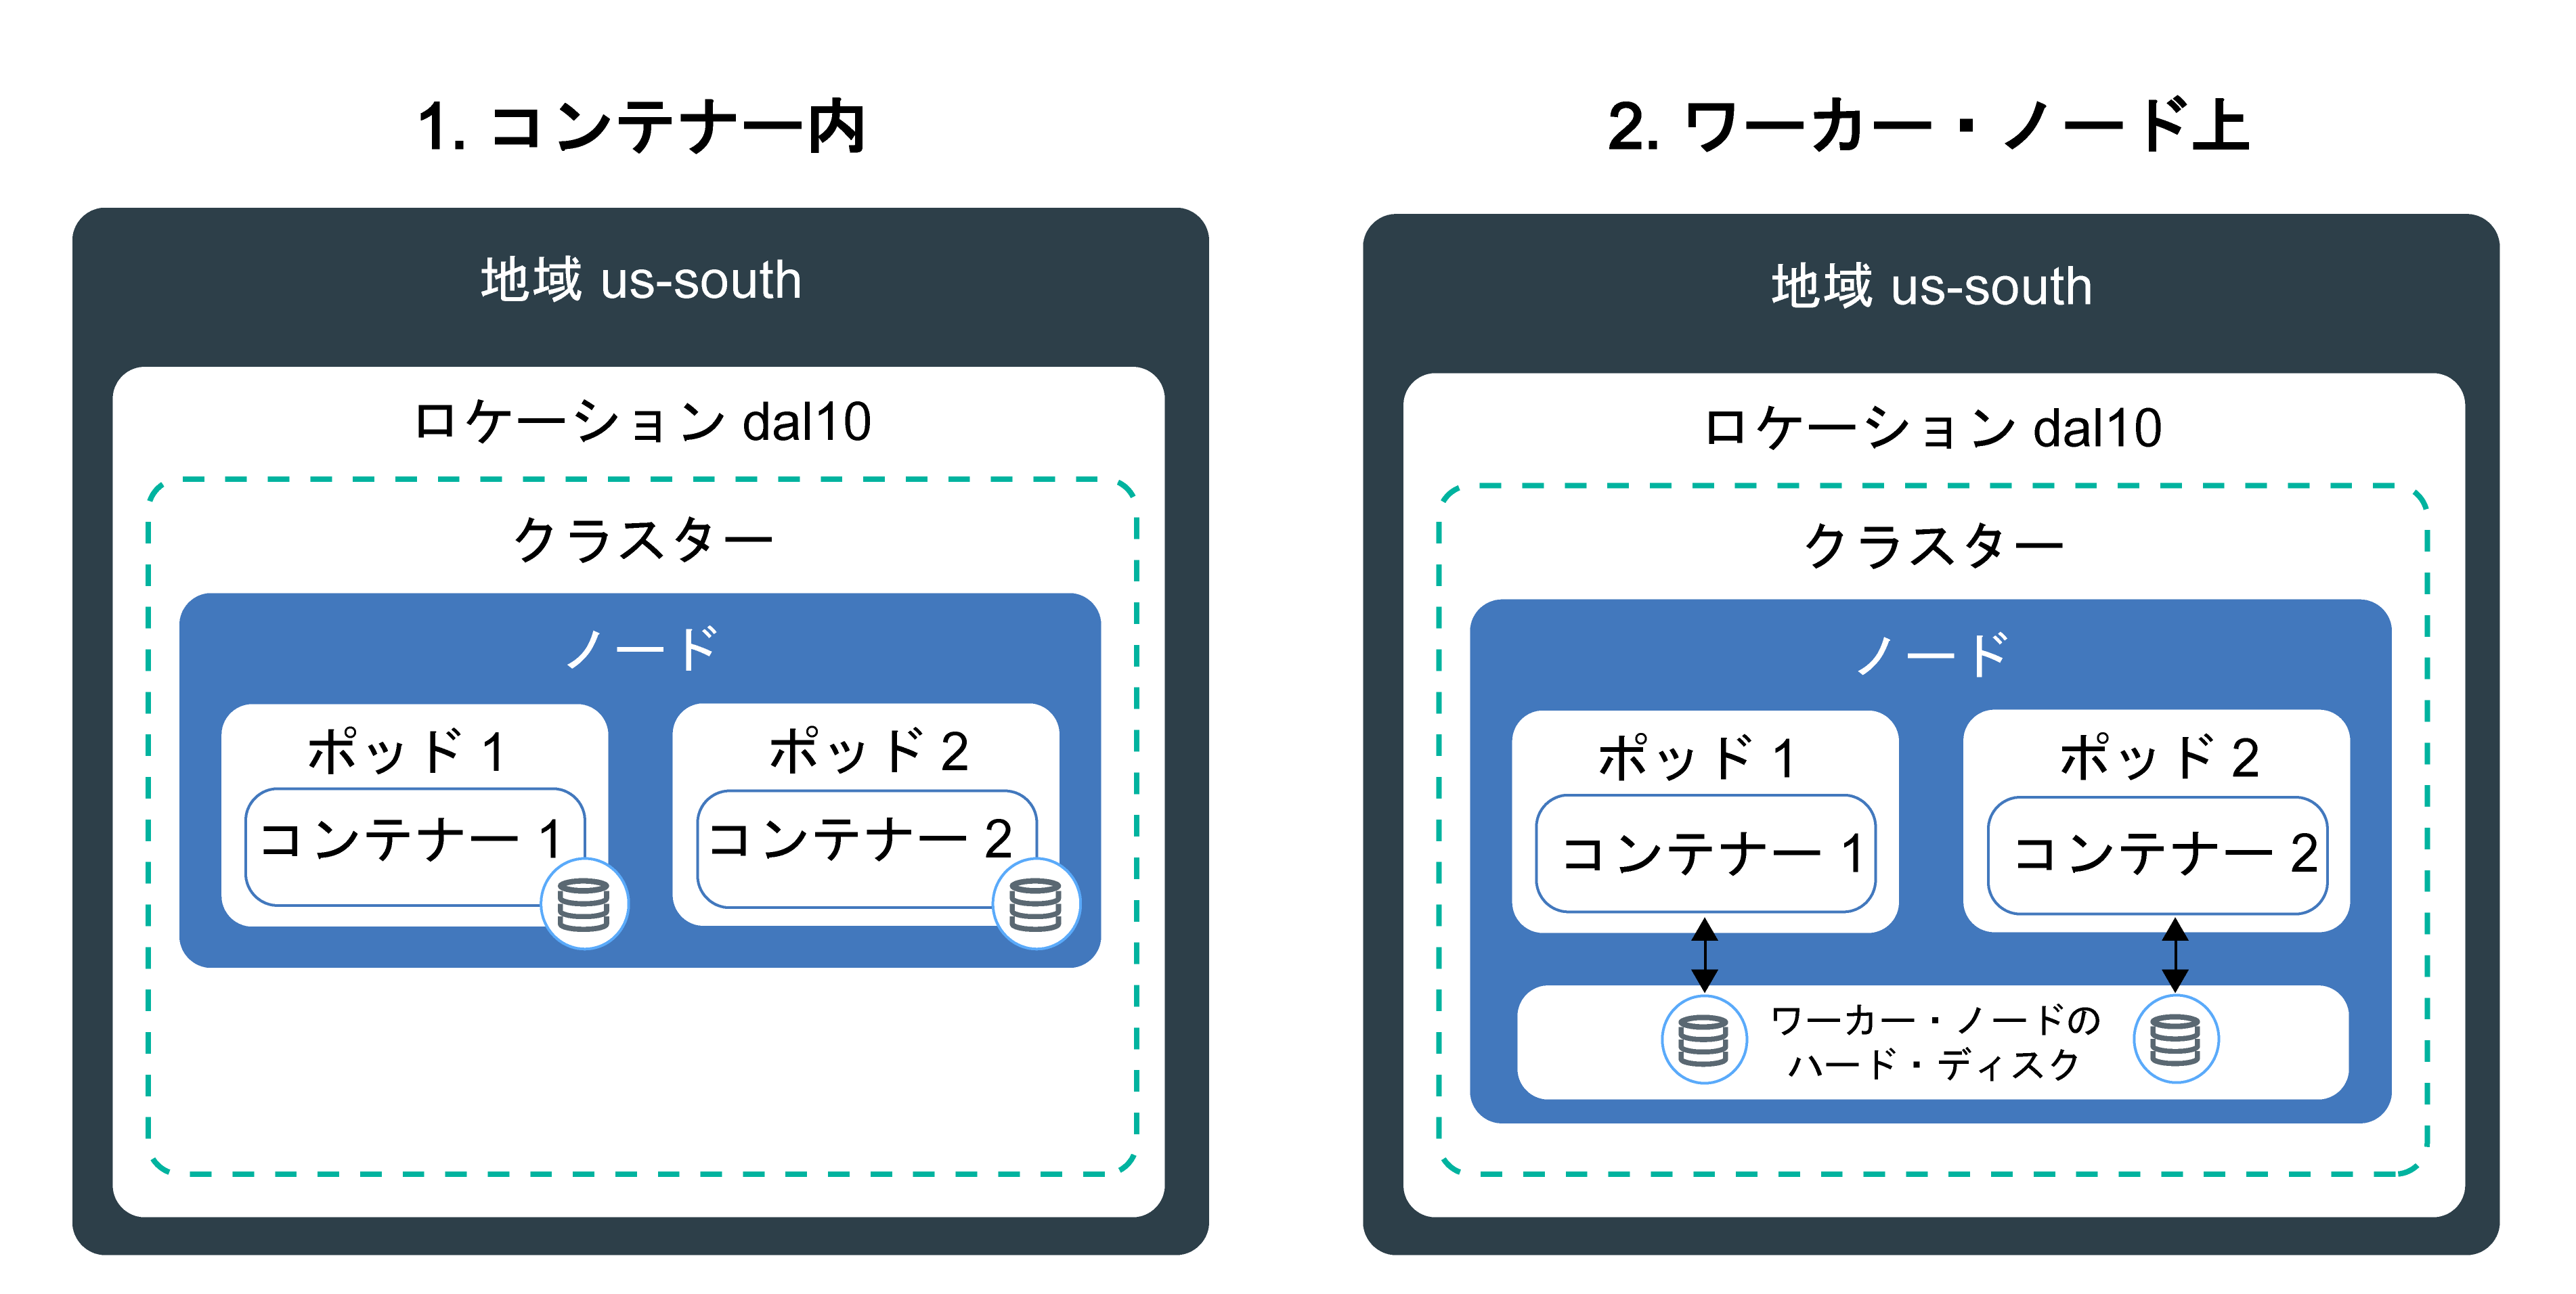 1. コンテナー内
地域 us-south
ロケーション dal10
クラスター
ノード
ポッド 1
コンテナー 1
ポッド 2
コンテナー 2
2. ワーカー・ノード上
地域 us-south
ロケーション dal10
クラスター
ノード
ポッド 1
コンテナー 1
ポッド 2
コンテナー 2
ワーカー・ノードの
ハード・ディスク